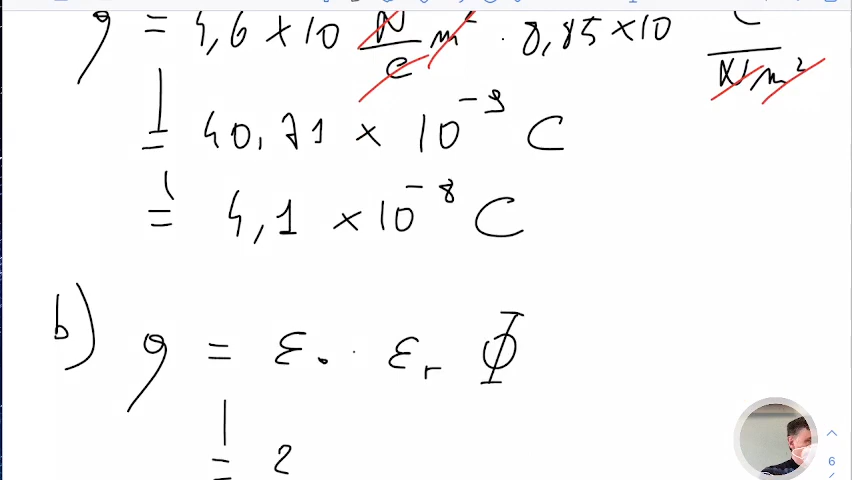 q = 4,6 × 10 N/C m² · 8,85 × 10 C/N m²
= 40,71 × 10⁻⁹ C
= 4,1 × 10⁻⁸ C
b) q = ε₀ · εᵣ Φ
= 2
6